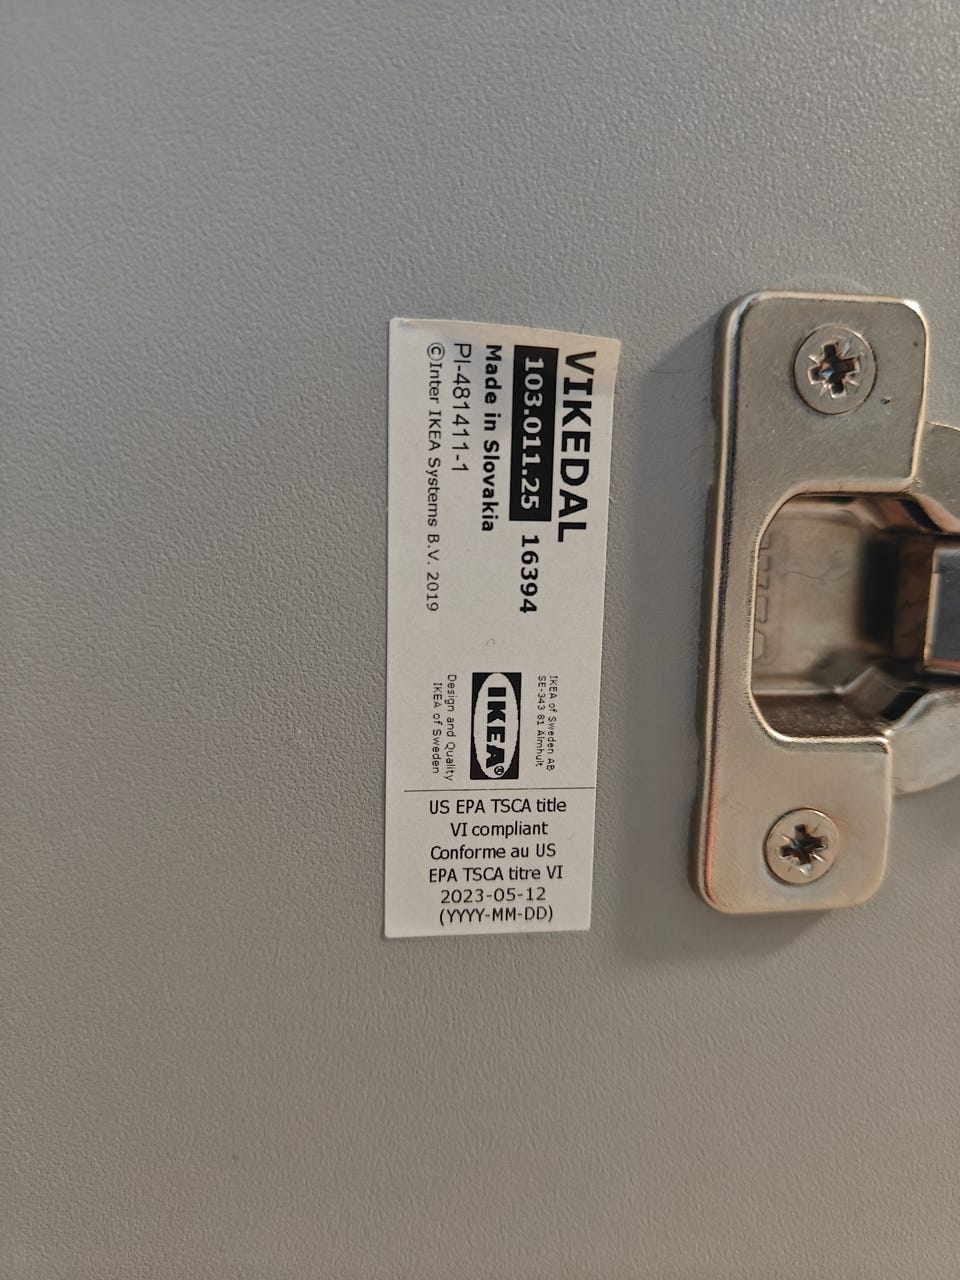 VIKEDAL
103.011.25 16394
Made in Slovakia
PI-481411-1
©Inter IKEA Systems B.V. 2019
IKEA of Sweden AB
SE-343 81 Älmhult
IKEA®
Design and Quality
IKEA of Sweden
US EPA TSCA title
VI compliant
Conforme au US
EPA TSCA titre VI
2023-05-12
(YYYY-MM-DD)